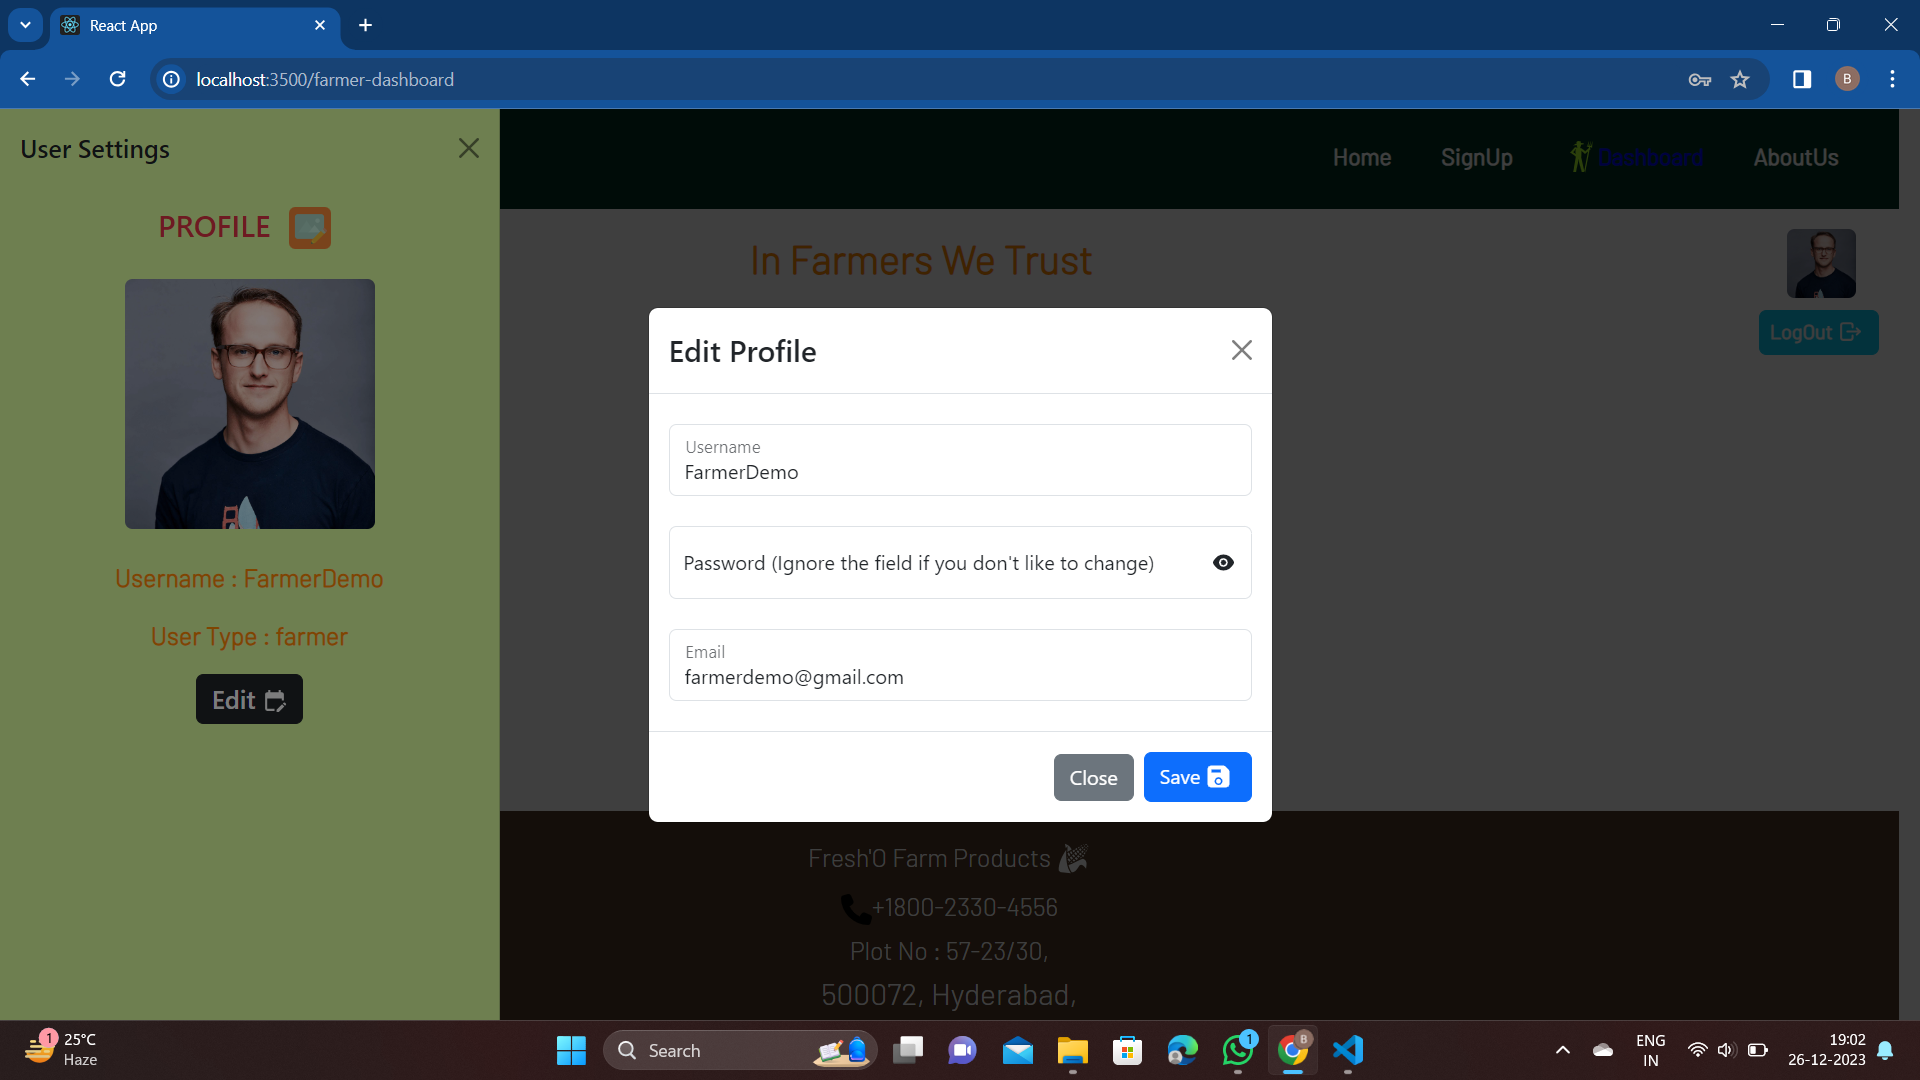 React App
localhost:3500/farmer-dashboard
B
User Settings
PROFILE
Username : FarmerDemo
User Type : farmer
Edit
Home
SignUp
Dashboard
AboutUs
In Farmers We Trust
LogOut
Edit Profile
Username
FarmerDemo
Password (Ignore the field if you don't like to change)
Email
farmerdemo@gmail.com
Close
Save
Fresh'O Farm Products
+1800-2330-4556
Plot No : 57-23/30,
500072, Hyderabad,
1
25°C
Haze
Search
1
B
ENG
IN
19:02
26-12-2023